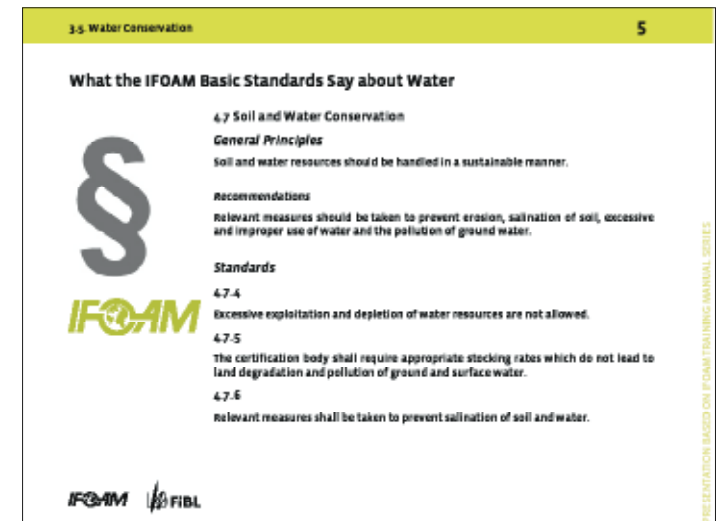 3.5. Water Conservation
5
What the IFOAM Basic Standards Say about Water
4.7 Soil and Water Conservation
General Principles
Soil and water resources should be handled in a sustainable manner.
Recommendations
Relevant measures should be taken to prevent erosion, salination of soil, excessive
and improper use of water and the pollution of ground water.
Standards
4.7.4
Excessive exploitation and depletion of water resources are not allowed.
4.7.5
The certification body shall require appropriate stocking rates which do not lead to
land degradation and pollution of ground and surface water.
4.7.6
Relevant measures shall be taken to prevent salination of soil and water.
§
IFOAM
IFOAM
FiBL
PRESENTATION BASED ON IFOAM TRAINING MANUAL SERIES